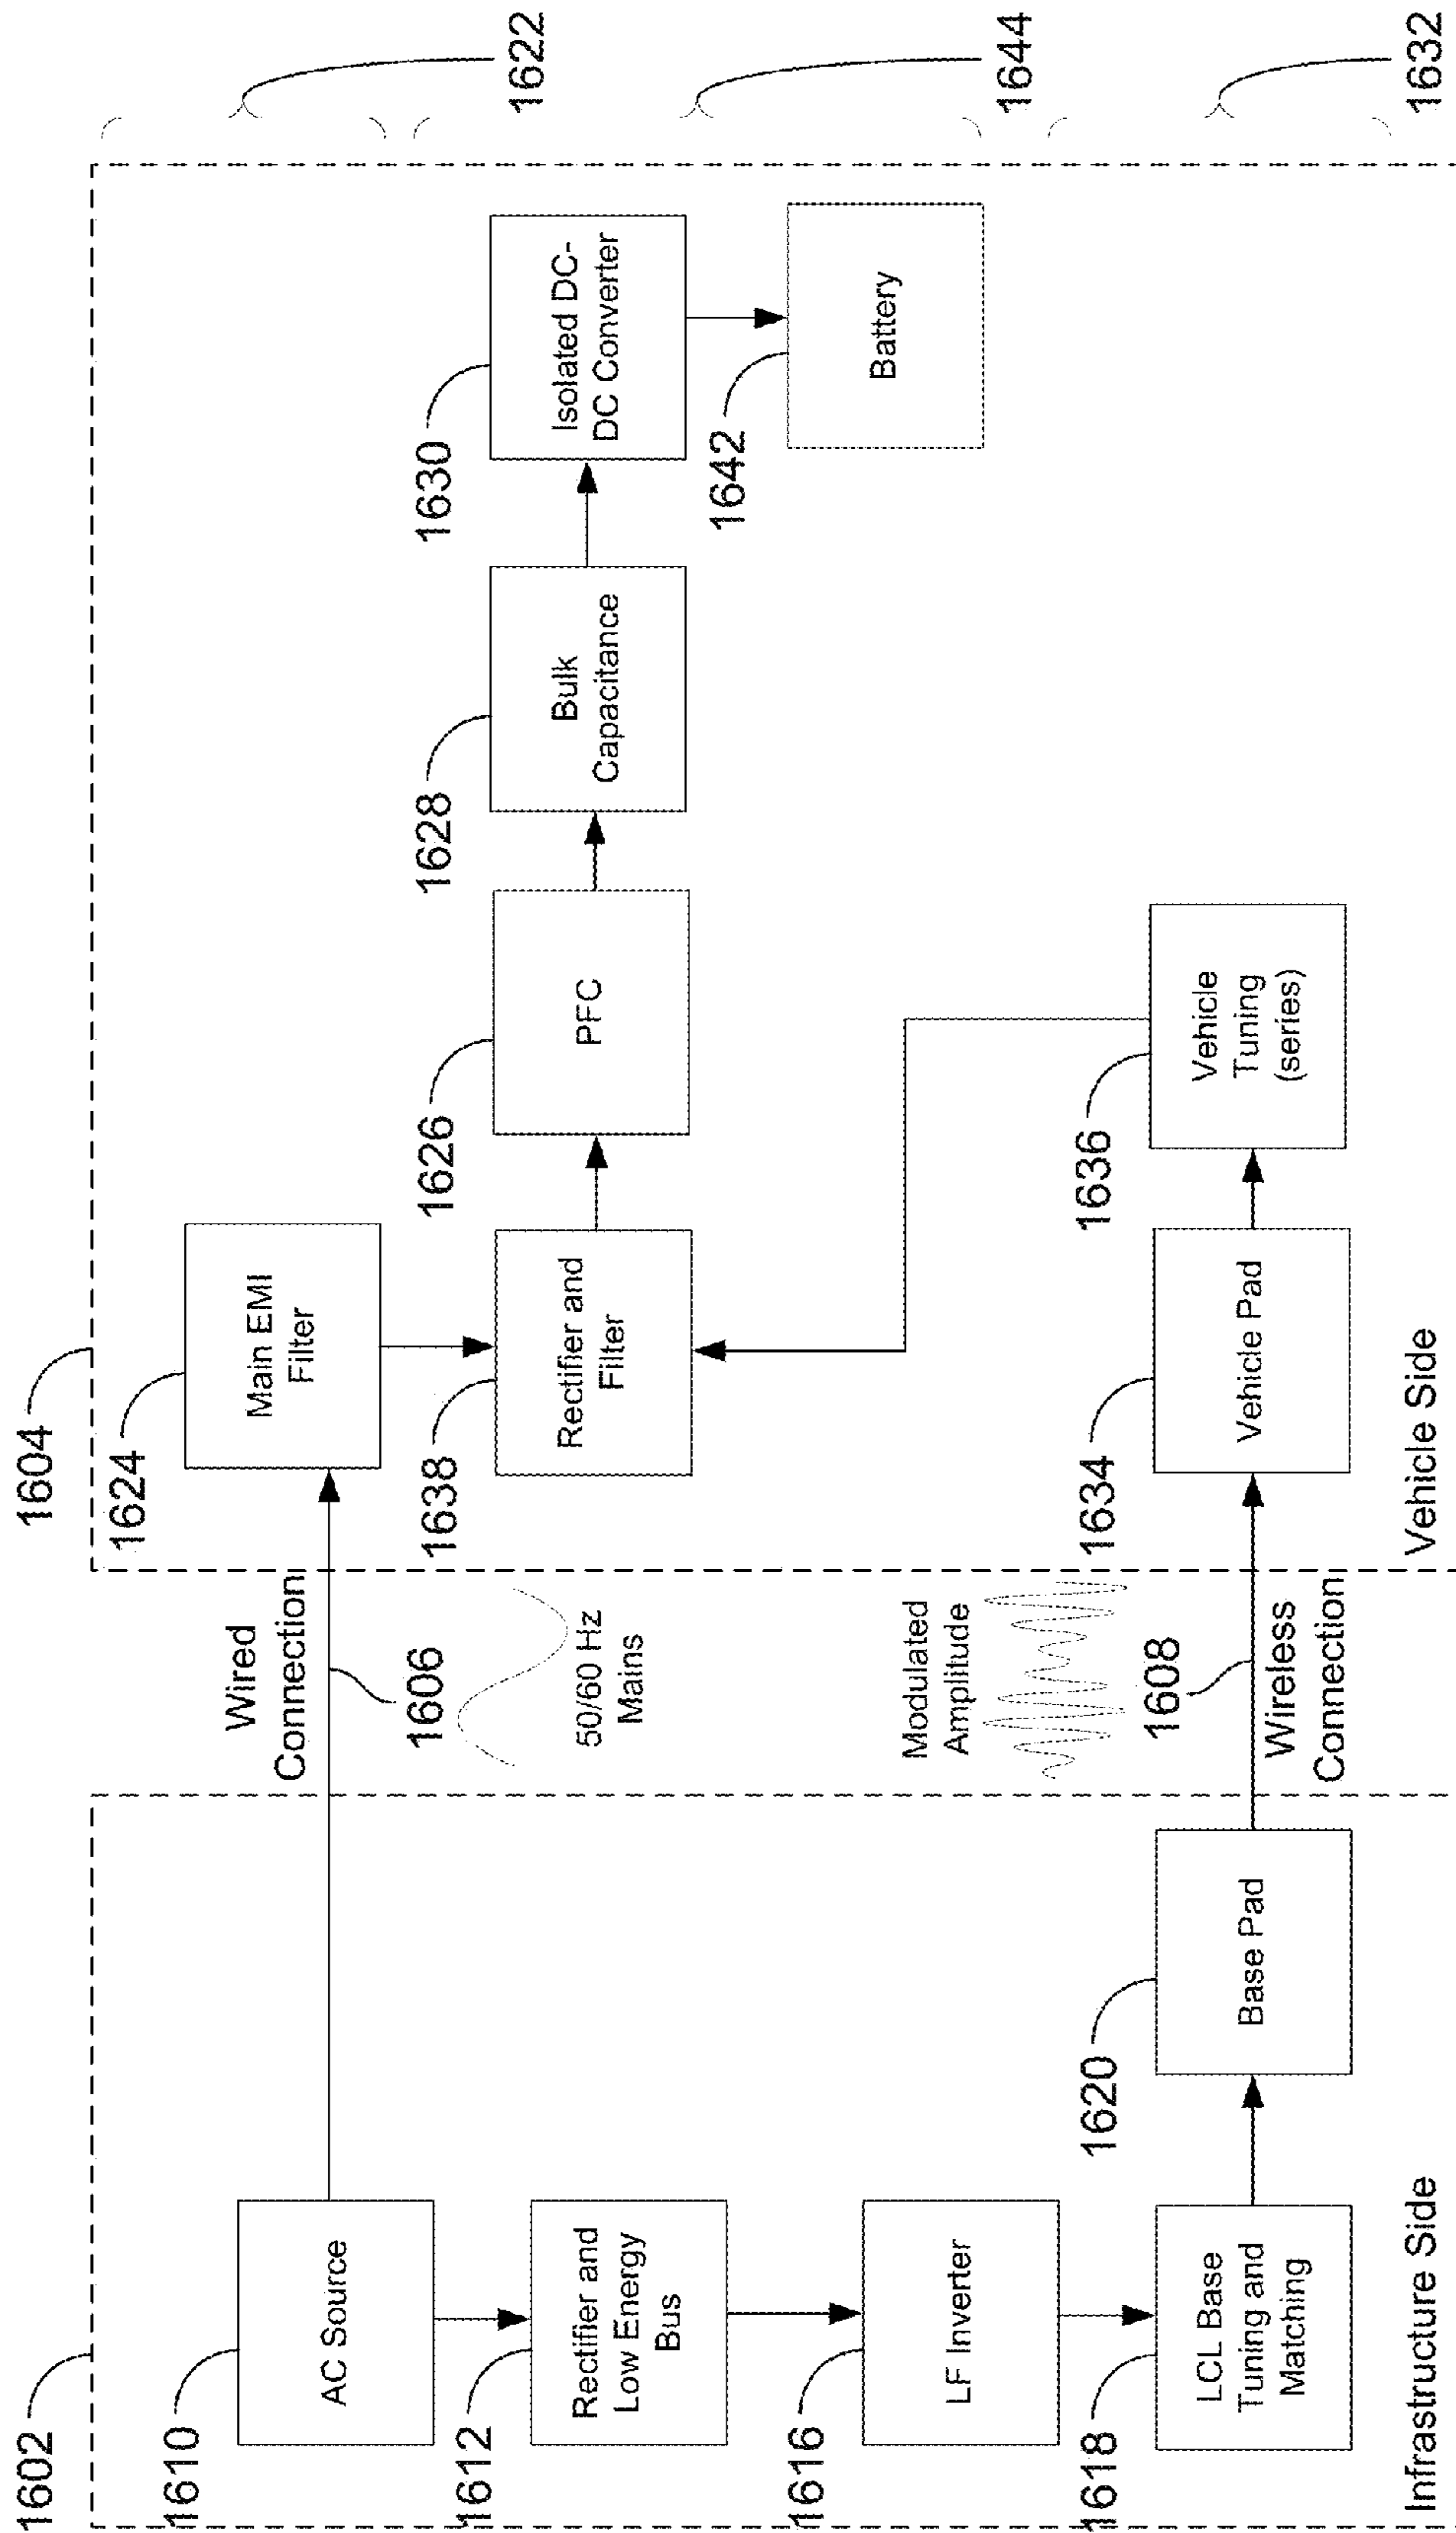 1602
1604
1610
AC Source
Wired
Connection
1606
50/60 Hz
Mains
1624
Main EMI
Filter
1622
1612
Rectifier and
Low Energy
Bus
1638
Rectifier and
Filter
1626
PFC
1628
Bulk
Capacitance
1630
Isolated DC-
DC Converter
1644
1642
Battery
1616
LF Inverter
Modulated
Amplitude
1608
Wireless
Connection
1618
LCL Base
Tuning and
Matching
1620
Base Pad
1634
Vehicle Pad
1636
Vehicle
Tuning
(series)
1632
Infrastructure Side
Vehicle Side